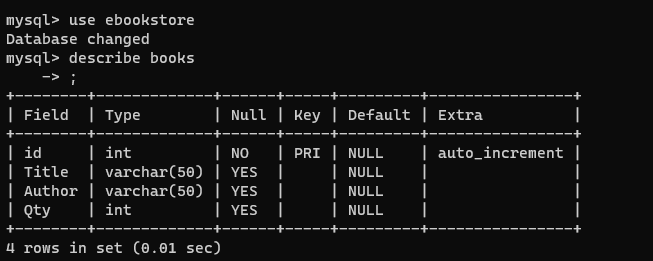 mysql> use ebookstore
Database changed
mysql> describe books
    -> ;
+--------+-------------+------+-----+---------+----------------+
| Field  | Type        | Null | Key | Default | Extra          |
+--------+-------------+------+-----+---------+----------------+
| id     | int         | NO   | PRI | NULL    | auto_increment |
| Title  | varchar(50) | YES  |     | NULL    |                |
| Author | varchar(50) | YES  |     | NULL    |                |
| Qty    | int         | YES  |     | NULL    |                |
+--------+-------------+------+-----+---------+----------------+
4 rows in set (0.01 sec)